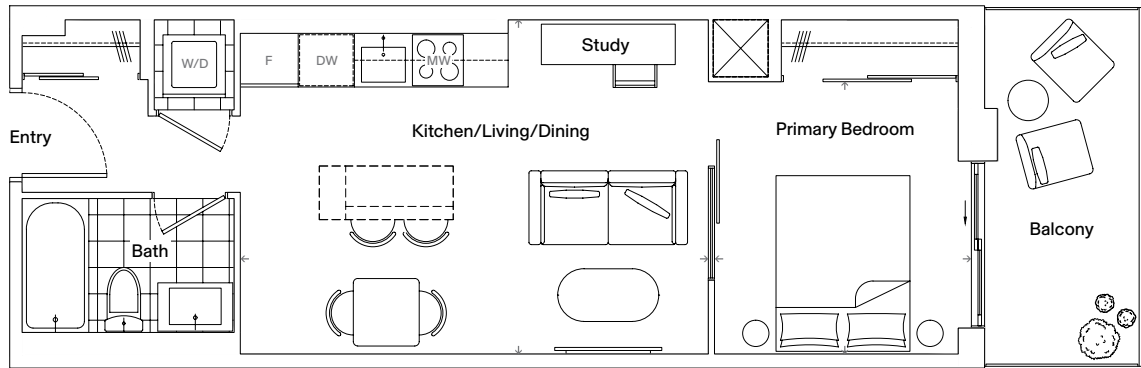 Study
W/D
F
DW
MW
Kitchen/Living/Dining
Primary Bedroom
Entry
Bath
Balcony